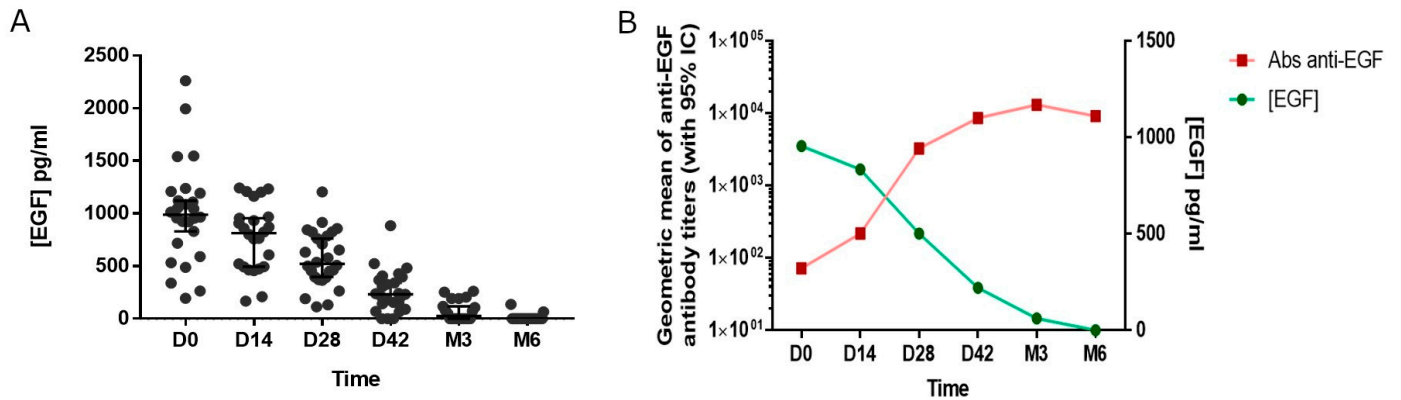 A
2500
2000
1500
1000
500
0
[EGF] pg/ml
D0 D14 D28 D42 M3 M6
Time
B
Geometric mean of anti-EGF
antibody titers (with 95% IC)
1×10^05
1×10^04
1×10^03
1×10^02
1×10^01
1500
1000
500
0
[EGF] pg/ml
D0 D14 D28 D42 M3 M6
Time
Abs anti-EGF
[EGF]